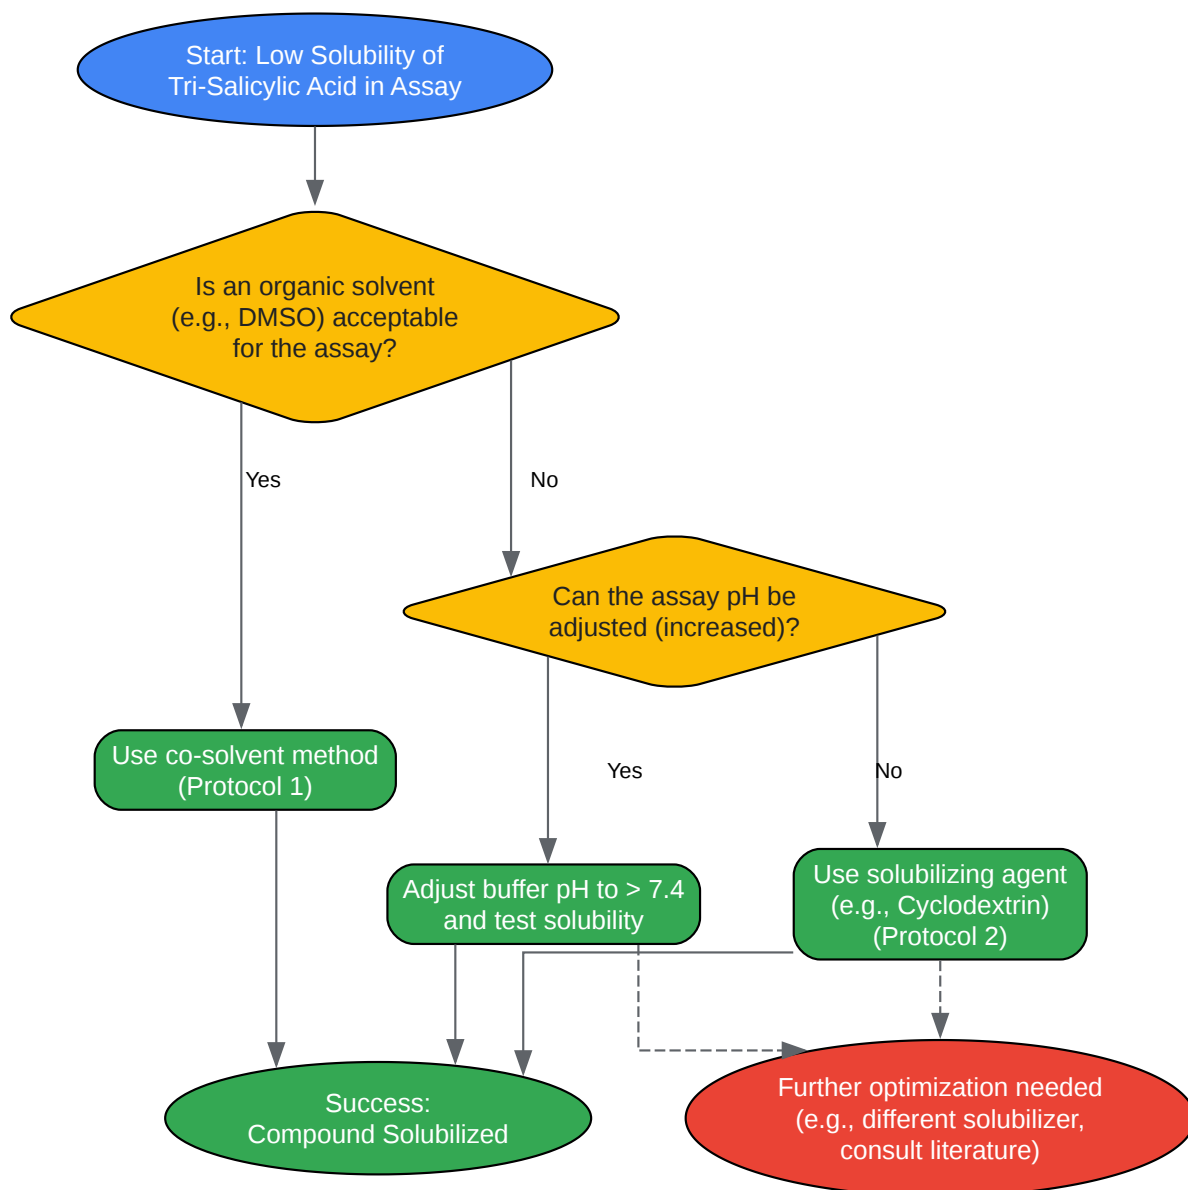 Start: Low Solubility of
Tri-Salicylic Acid in Assay
Is an organic solvent
(e.g., DMSO) acceptable
for the assay?
Yes
No
Can the assay pH be
adjusted (increased)?
Use co-solvent method
(Protocol 1)
Yes
No
Adjust buffer pH to > 7.4
and test solubility
Use solubilizing agent
(e.g., Cyclodextrin)
(Protocol 2)
Success:
Compound Solubilized
Further optimization needed
(e.g., different solubilizer,
consult literature)